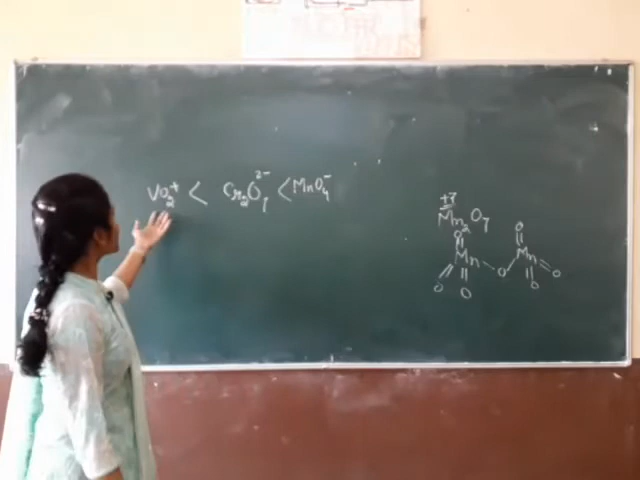 VO₂⁺ < Cr₂O₇²⁻ < MnO₄⁻
+7
Mn₂O₇
O O
Mn O Mn O
O O O